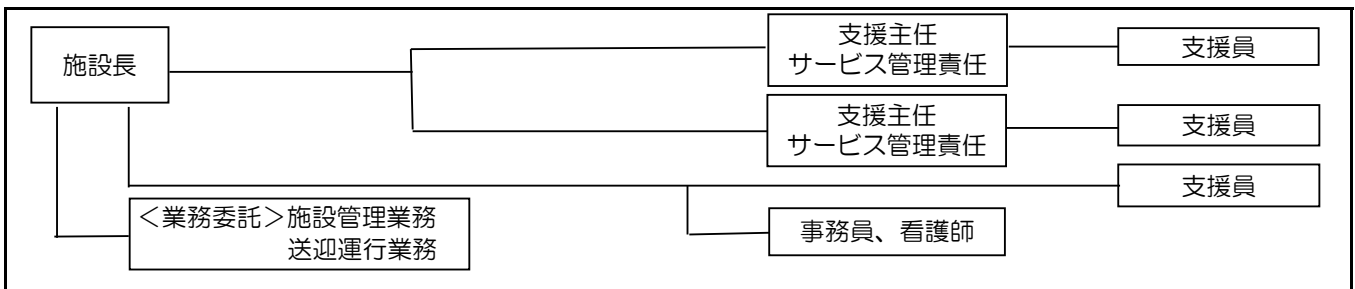 施設長
支援主任
サービス管理責任
支援員
支援主任
サービス管理責任
支援員
支援員
<業務委託>施設管理業務
送迎運行業務
事務員、看護師